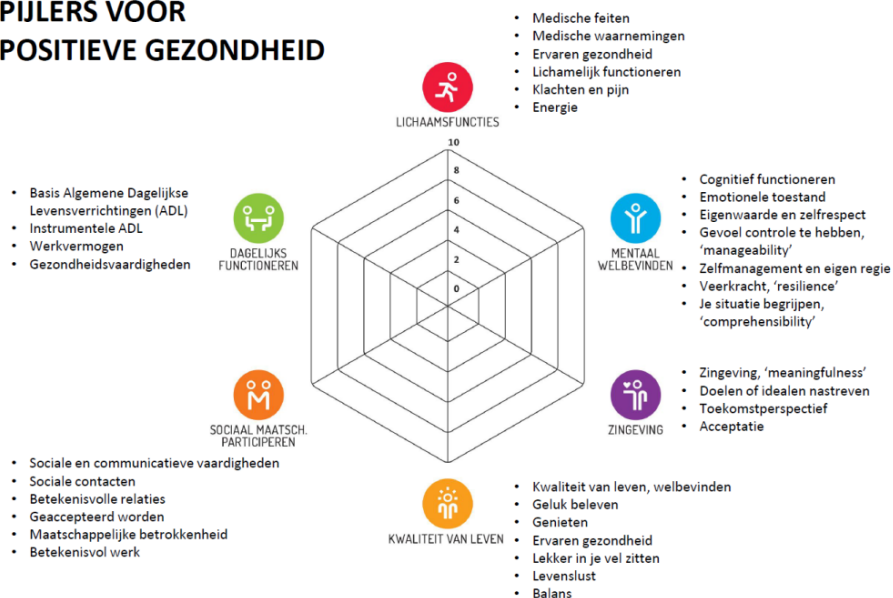 PIJLERS VOOR
POSITIEVE GEZONDHEID
• Medische feiten
• Medische waarnemingen
• Ervaren gezondheid
• Lichamelijk functioneren
• Klachten en pijn
• Energie
LICHAAMSFUNCTIES
10
8
6
4
2
0
• Basis Algemene Dagelijkse
Levensverrichtingen (ADL)
• Instrumentele ADL
• Werkvermogen
• Gezondheidsvaardigheden
DAGELIJKS
FUNCTIONEREN
MENTAAL
WELBEVINDEN
• Cognitief functioneren
• Emotionele toestand
• Eigenwaarde en zelfrespect
• Gevoel controle te hebben,
‘manageability’
• Zelfmanagement en eigen regie
• Veerkracht, ‘resilience’
• Je situatie begrijpen,
‘comprehensibility’
SOCIAAL MAATSCH.
PARTICIPEREN
ZINGEVING
• Zingeving, ‘meaningfulness’
• Doelen of idealen nastreven
• Toekomstperspectief
• Acceptatie
• Sociale en communicatieve vaardigheden
• Sociale contacten
• Betekenisvolle relaties
• Geaccepteerd worden
• Maatschappelijke betrokkenheid
• Betekenisvol werk
KWALITEIT VAN LEVEN
• Kwaliteit van leven, welbevinden
• Geluk beleven
• Genieten
• Ervaren gezondheid
• Lekker in je vel zitten
• Levenslust
• Balans